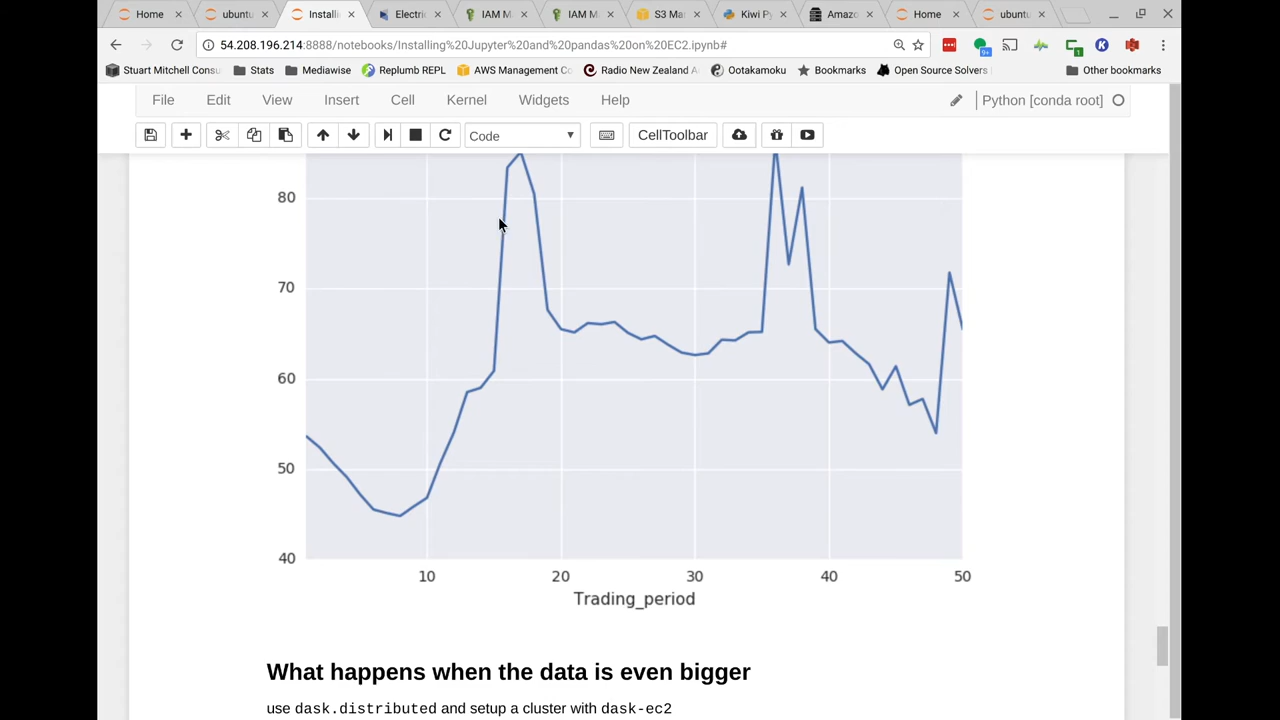 Home
ubuntu
Installi
Electric
IAM M
IAM M
S3 Ma
Kiwi Py
Amazo
Home
ubuntu
54.208.196.214:8888/notebooks/Installing%20Jupyter%20and%20pandas%20on%20EC2.ipynb#
Stuart Mitchell Consu
Stats
Mediawise
Replumb REPL
AWS Management Co
Radio New Zealand A
Ootakamoku
Bookmarks
Open Source Solvers
Other bookmarks
File Edit View Insert Cell Kernel Widgets Help
Python [conda root]
Code
CellToolbar
80
70
60
50
40
10 20 30 40 50
Trading_period
What happens when the data is even bigger
use dask.distributed and setup a cluster with dask-ec2